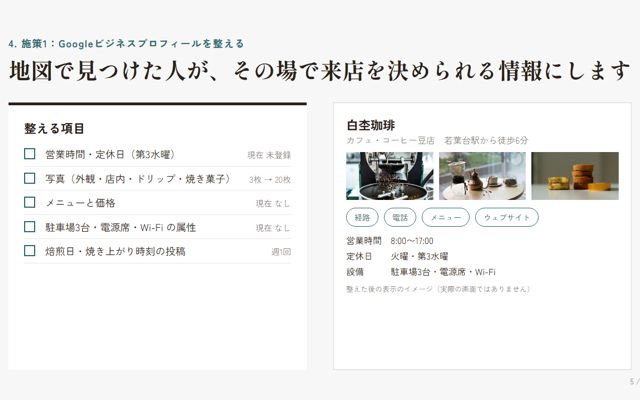 4. 施策1：Googleビジネスプロフィールを整える
地図で見つけた人が、その場で来店を決められる情報にします
整える項目
営業時間・定休日（第3水曜） 現在 未登録
写真（外観・店内・ドリップ・焼き菓子） 3枚 → 20枚
メニューと価格 現在 なし
駐車場3台・電源席・Wi-Fi の属性 現在 なし
焙煎日・焼き上がり時刻の投稿 週1回
白杢珈琲
カフェ・コーヒー豆店　若葉台駅から徒歩6分
経路 電話 メニュー ウェブサイト
営業時間 8:00〜17:00
定休日 火曜・第3水曜
設備 駐車場3台・電源席・Wi-Fi
整えた後の表示のイメージ（実際の画面ではありません）
5 /